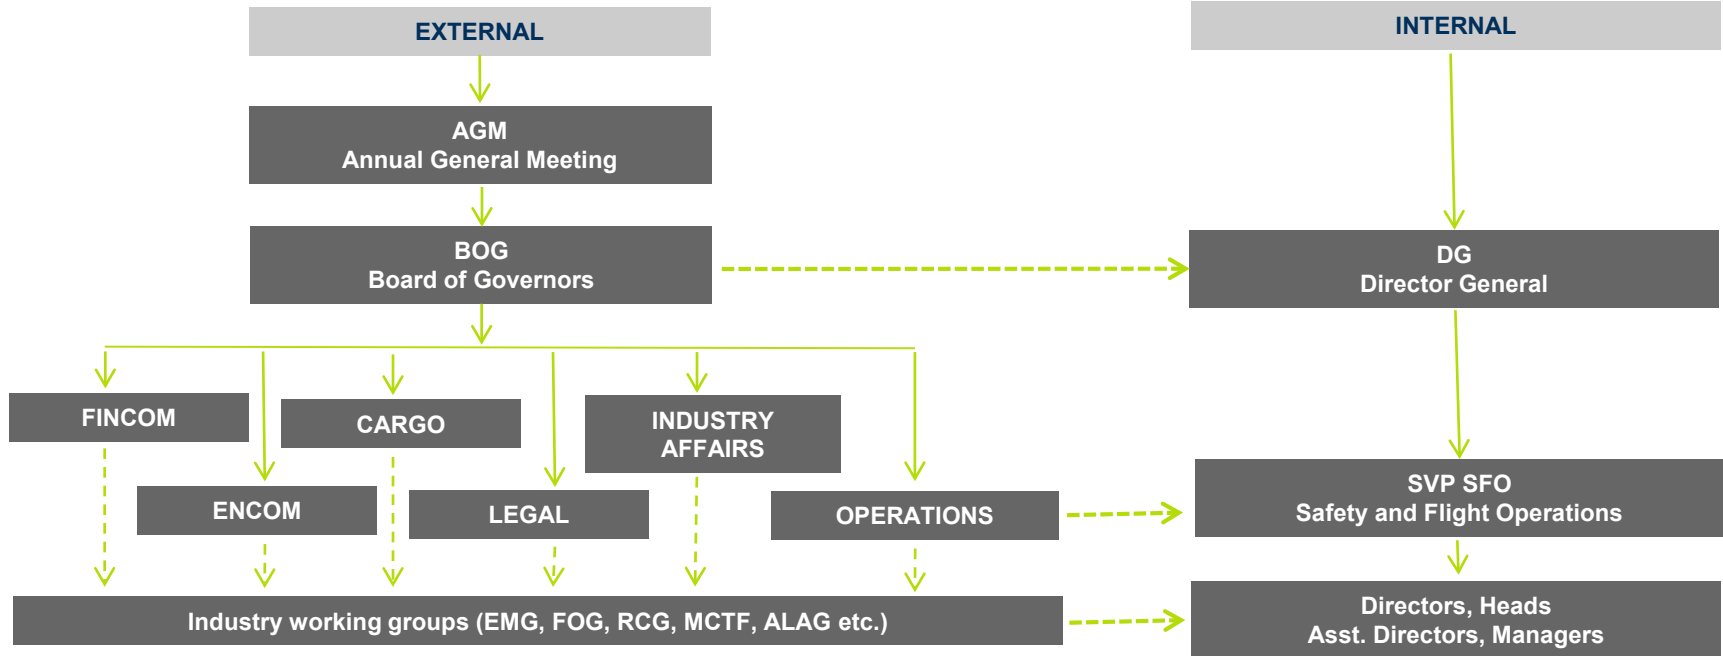 EXTERNAL
INTERNAL
AGM
Annual General Meeting
BOG
Board of Governors
DG
Director General
FINCOM
CARGO
INDUSTRY
AFFAIRS
ENCOM
LEGAL
OPERATIONS
SVP SFO
Safety and Flight Operations
Industry working groups (EMG, FOG, RCG, MCTF, ALAG etc.)
Directors, Heads
Asst. Directors, Managers